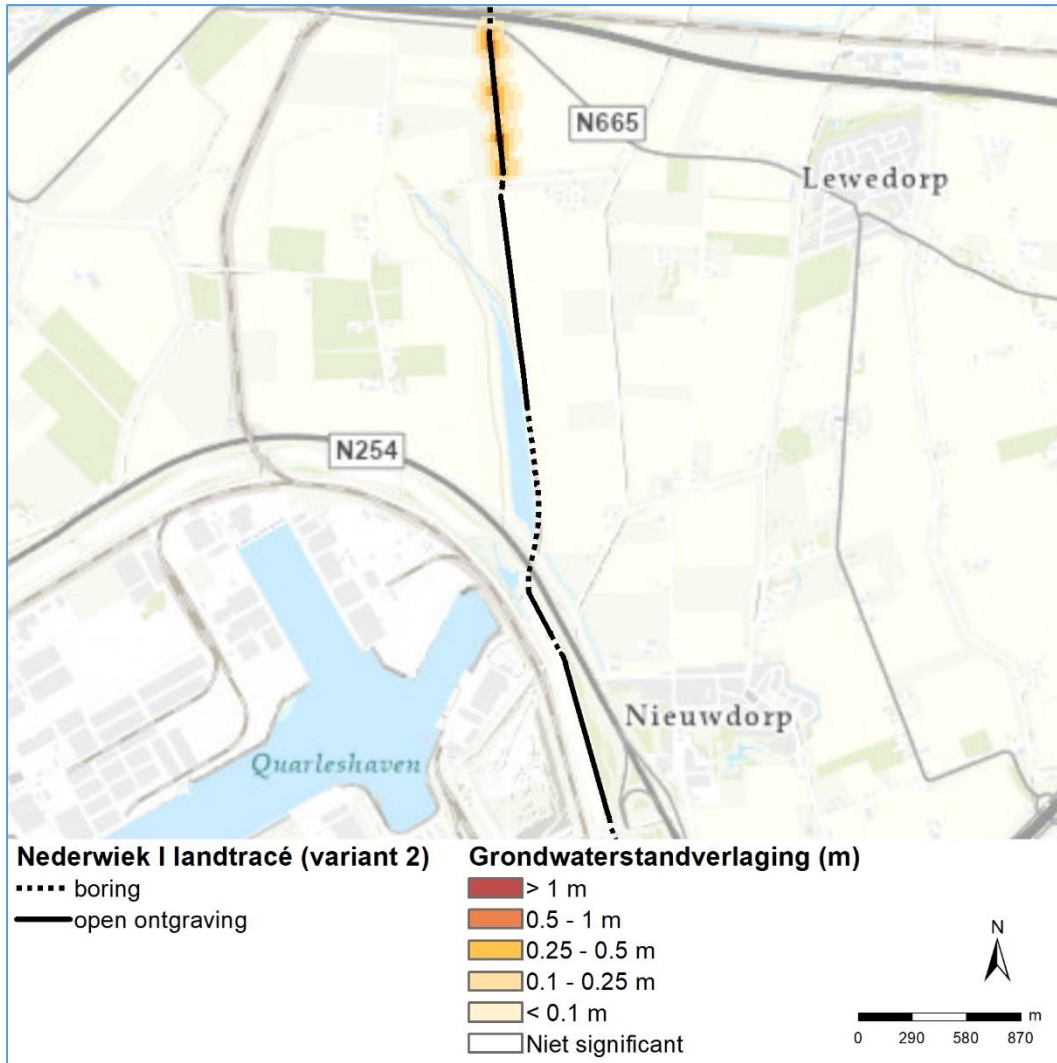 N665
Lewedorp
N254
Nieuwdorp
Quarleshaven
Nederwiek I landtracé (variant 2)
boring
open ontgraving
Grondwaterstandverlaging (m)
> 1 m
0.5 - 1 m
0.25 - 0.5 m
0.1 - 0.25 m
< 0.1 m
Niet significant
N
m
0 290 580 870